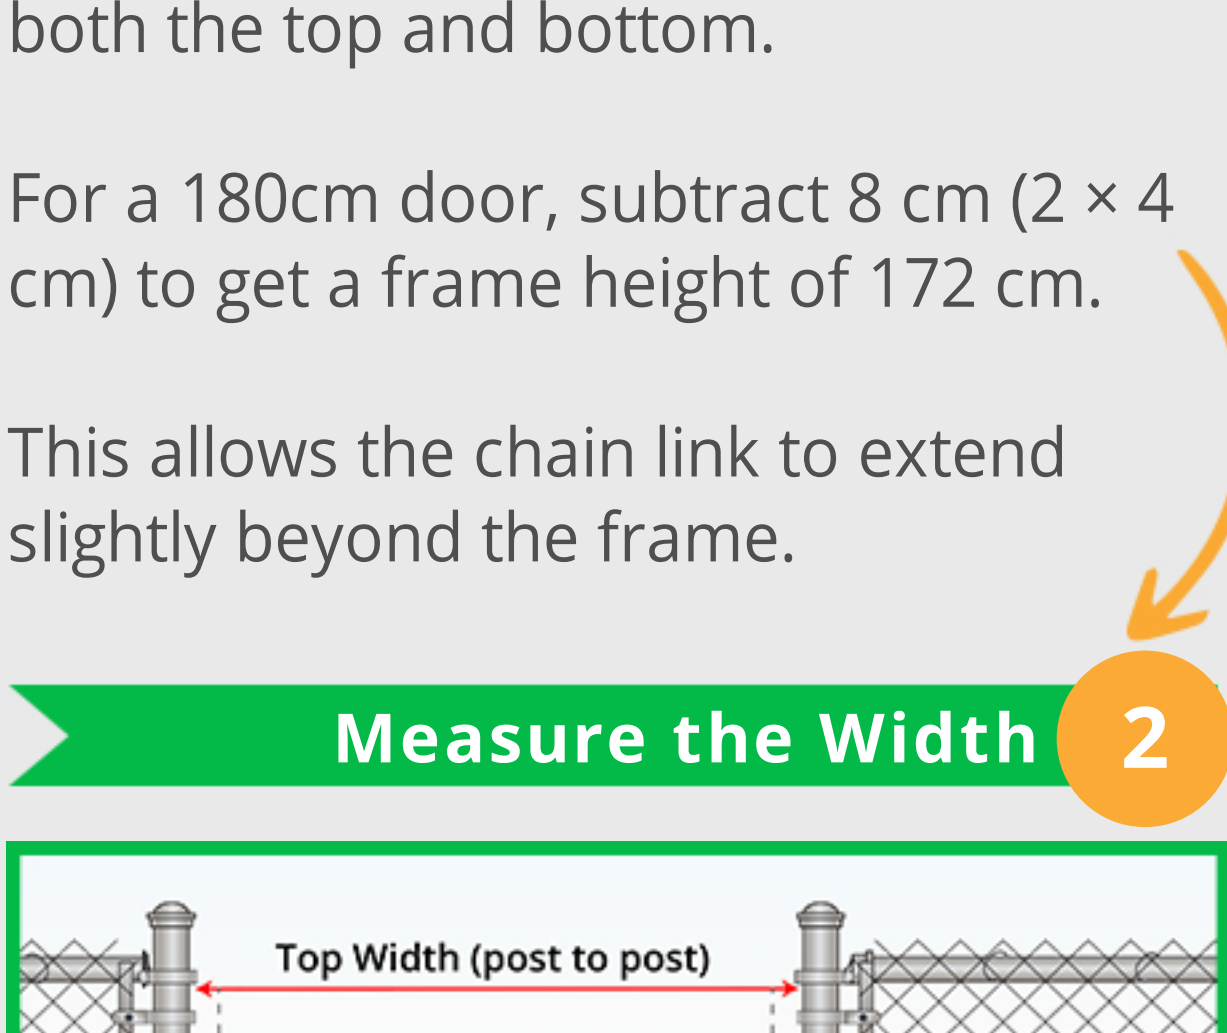 both the top and bottom.
For a 180cm door, subtract 8 cm (2 × 4
cm) to get a frame height of 172 cm.
This allows the chain link to extend
slightly beyond the frame.
Measure the Width
2
Top Width (post to post)